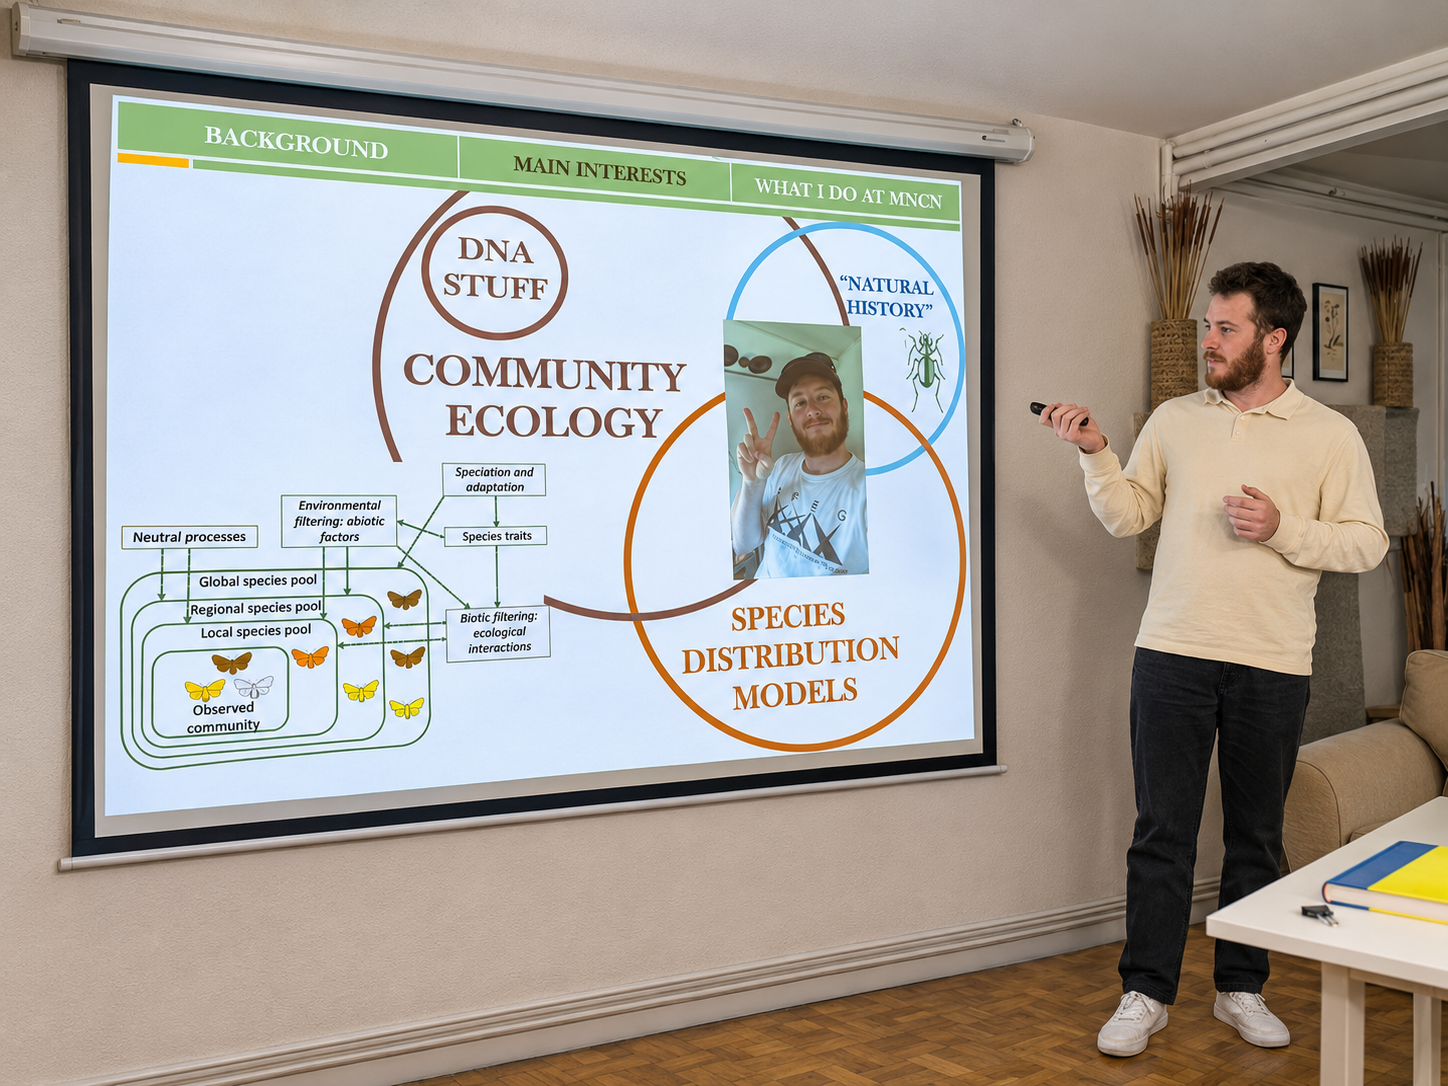 BACKGROUND
MAIN INTERESTS
WHAT I DO AT MNCN
DNA
STUFF
"NATURAL
HISTORY"
COMMUNITY
ECOLOGY
Speciation and
adaptation
Environmental
filtering: abiotic
factors
Neutral processes
Species traits
Global species pool
Regional species pool
Local species pool
Biotic filtering:
ecological
interactions
Observed
community
SPECIES
DISTRIBUTION
MODELS